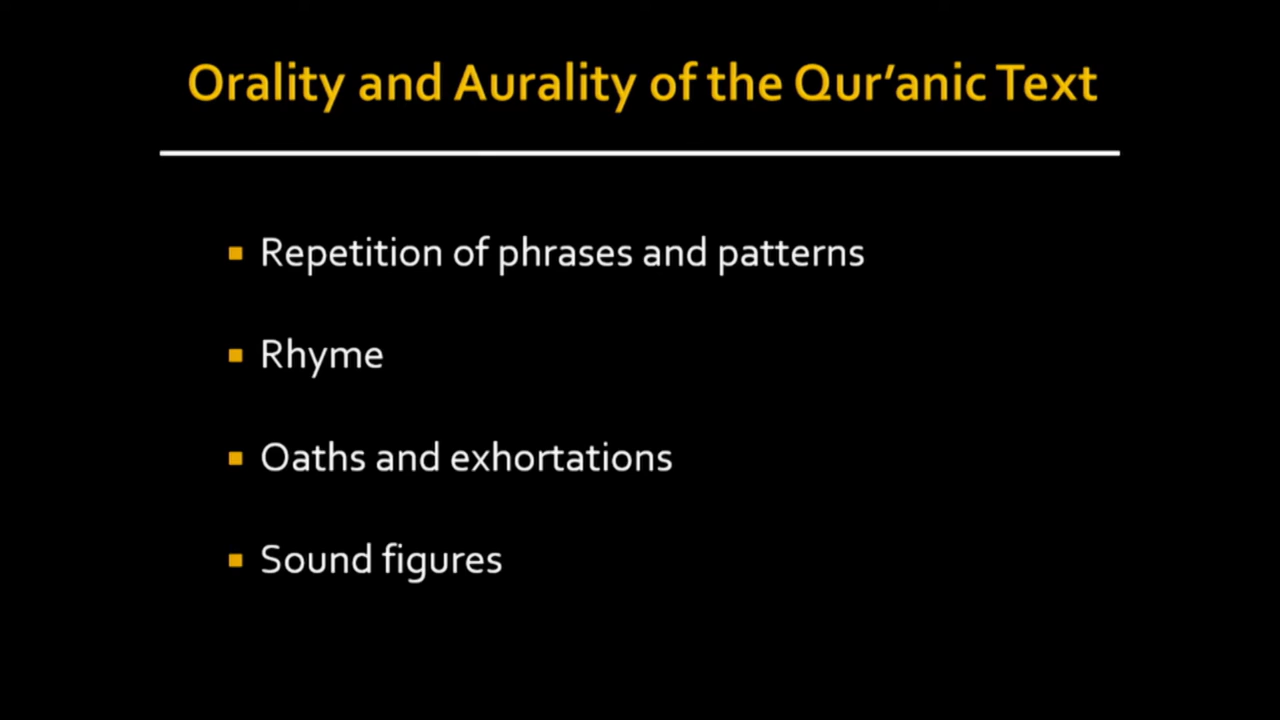 Orality and Aurality of the Qur’anic Text
▪ Repetition of phrases and patterns
▪ Rhyme
▪ Oaths and exhortations
▪ Sound figures